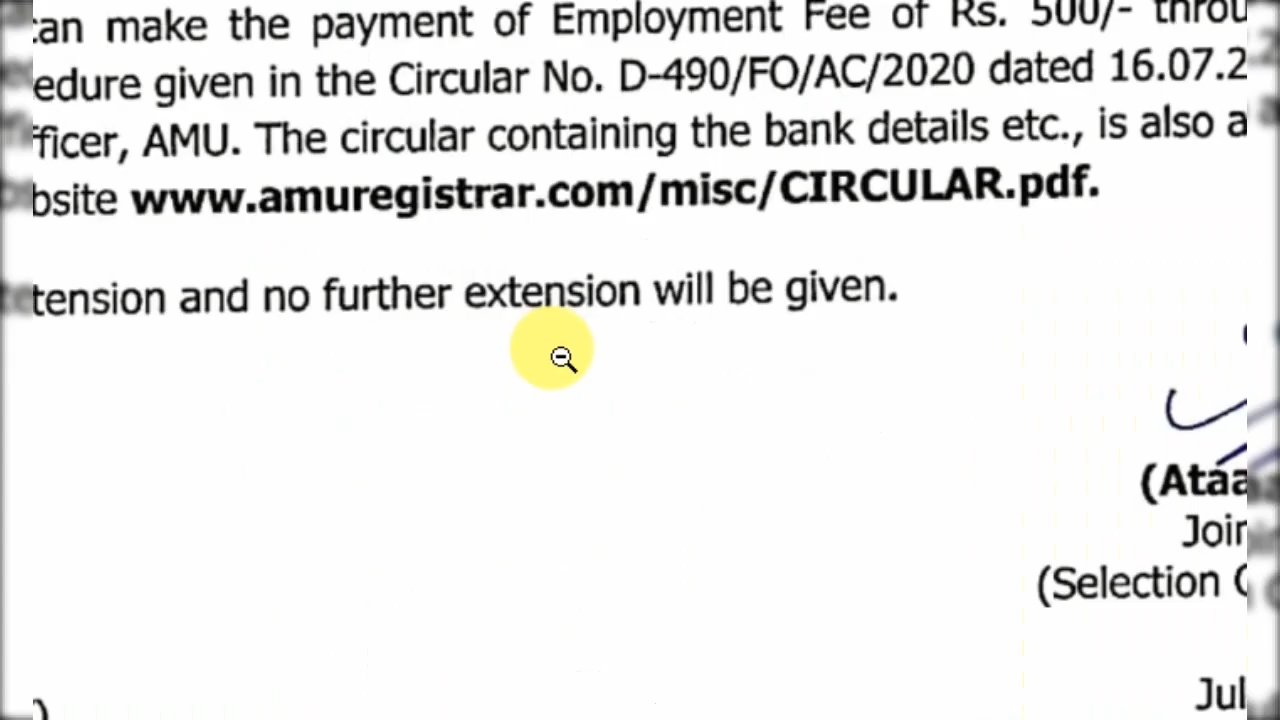 can make the payment of Employment Fee of Rs. 500/- throu
edure given in the Circular No. D-490/FO/AC/2020 dated 16.07.2
fficer, AMU. The circular containing the bank details etc., is also a
bsite www.amuregistrar.com/misc/CIRCULAR.pdf.
tension and no further extension will be given.
(Ataa
Join
(Selection C
Jul
)